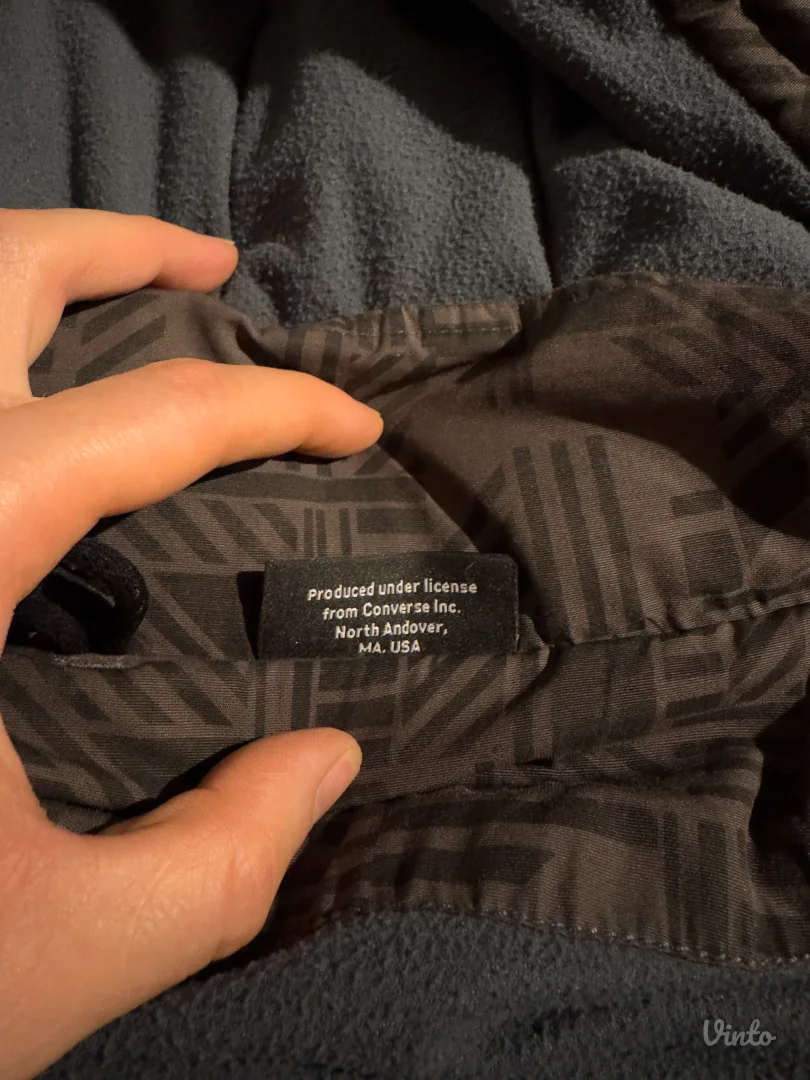 Produced under license
from Converse Inc.
North Andover,
MA. USA
Vinto